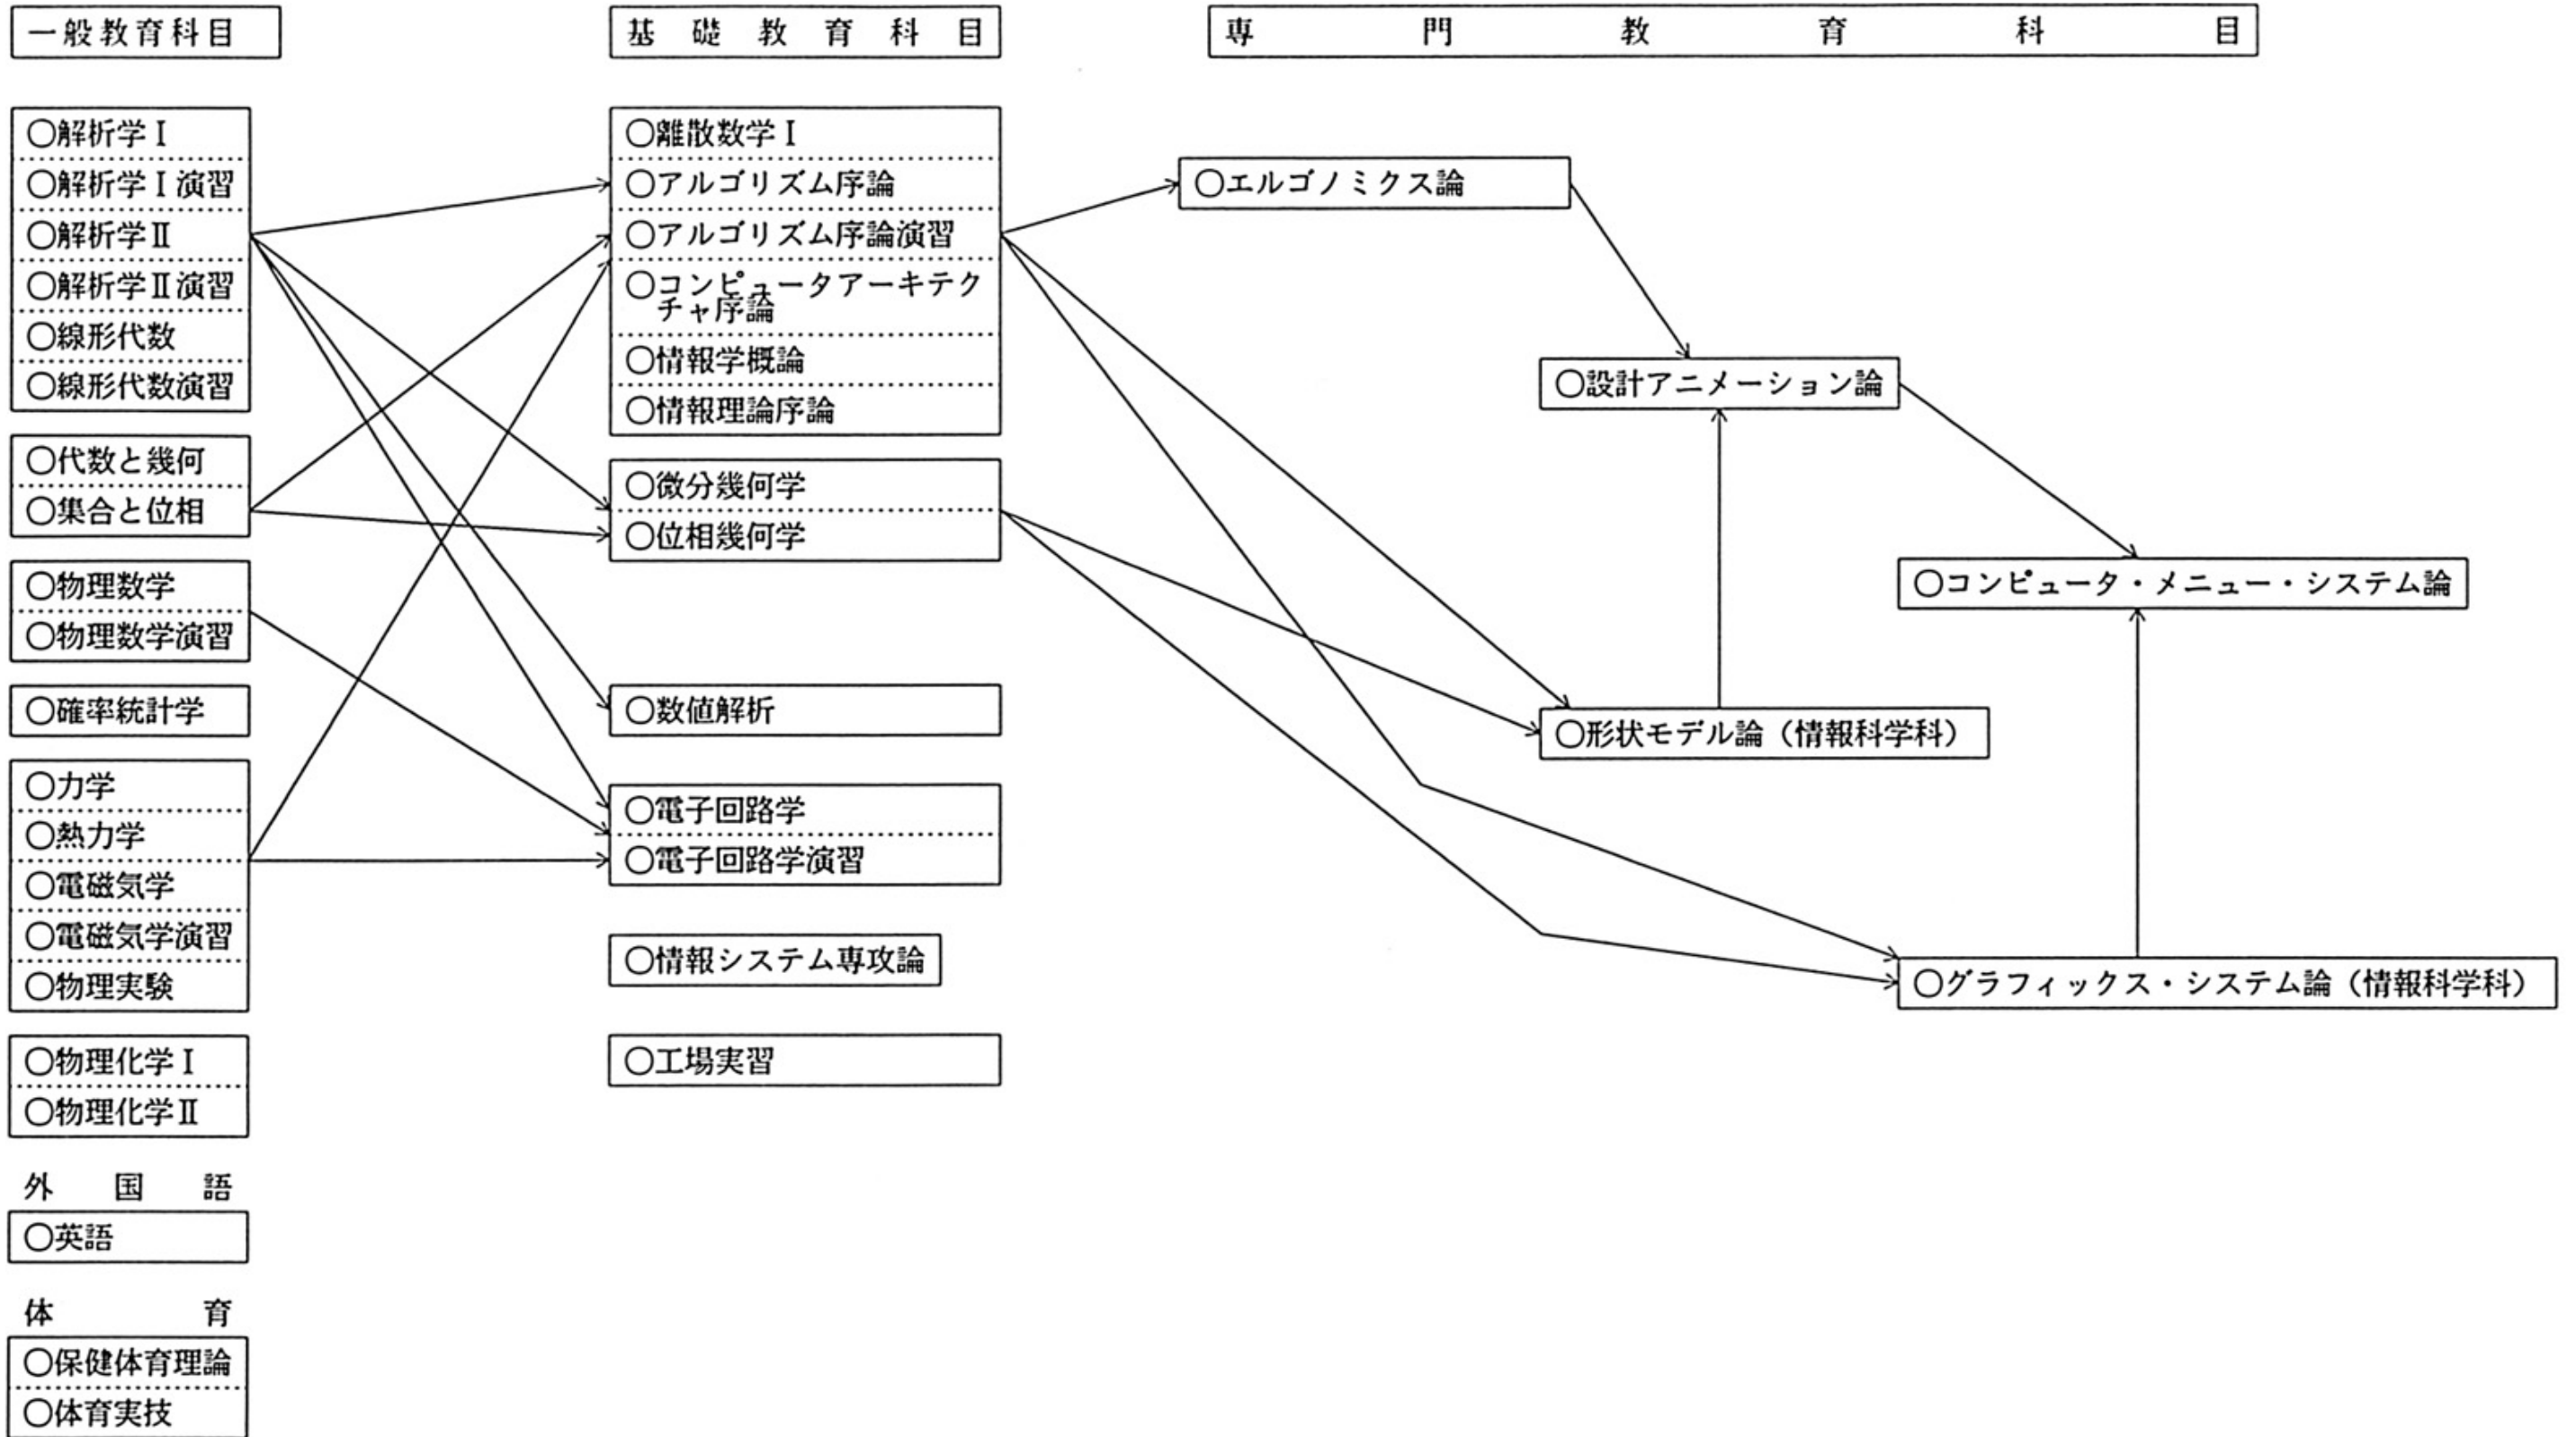 一般教育科目
○解析学Ⅰ
○解析学Ⅰ演習
○解析学Ⅱ
○解析学Ⅱ演習
○線形代数
○線形代数演習
○代数と幾何
○集合と位相
○物理数学
○物理数学演習
○確率統計学
○力学
○熱力学
○電磁気学
○電磁気学演習
○物理実験
○物理化学Ⅰ
○物理化学Ⅱ
外国語
○英語
体育
○保健体育理論
○体育実技
基礎教育科目
○離散数学Ⅰ
○アルゴリズム序論
○アルゴリズム序論演習
○コンピュータアーキテク
チャ序論
○情報学概論
○情報理論序論
○微分幾何学
○位相幾何学
○数値解析
○電子回路学
○電子回路学演習
○情報システム専攻論
○工場実習
専門教育科目
○エルゴノミクス論
○設計アニメーション論
○コンピュータ・メニュー・システム論
○形状モデル論（情報科学科）
○グラフィックス・システム論（情報科学科）